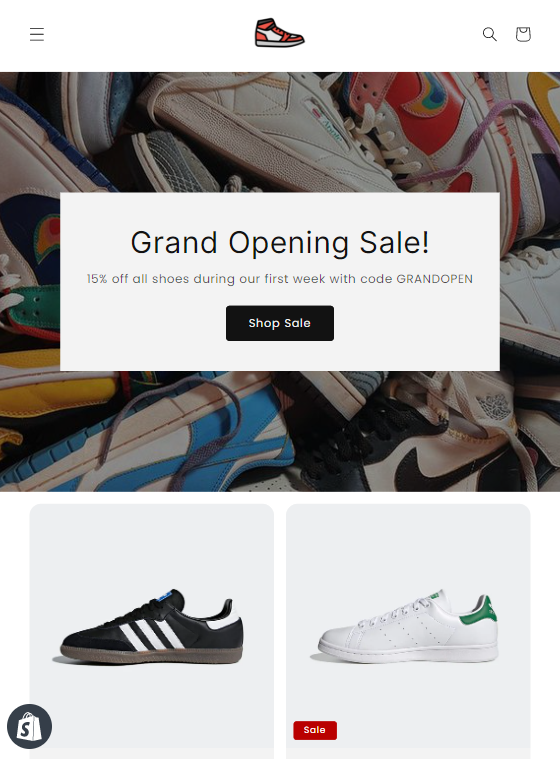 Grand Opening Sale!
15% off all shoes during our first week with code GRANDOPEN
Shop Sale
Sale